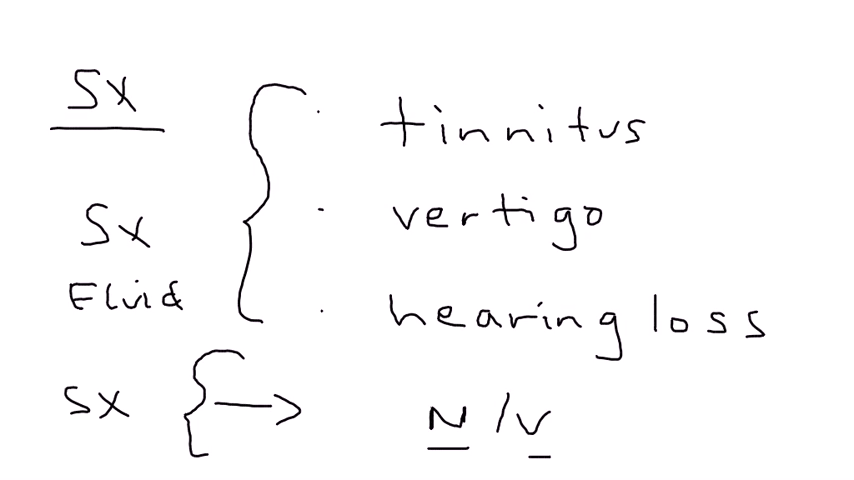 Sx
tinnitus
Sx
vertigo
Fluid
hearing loss
Sx
N/V